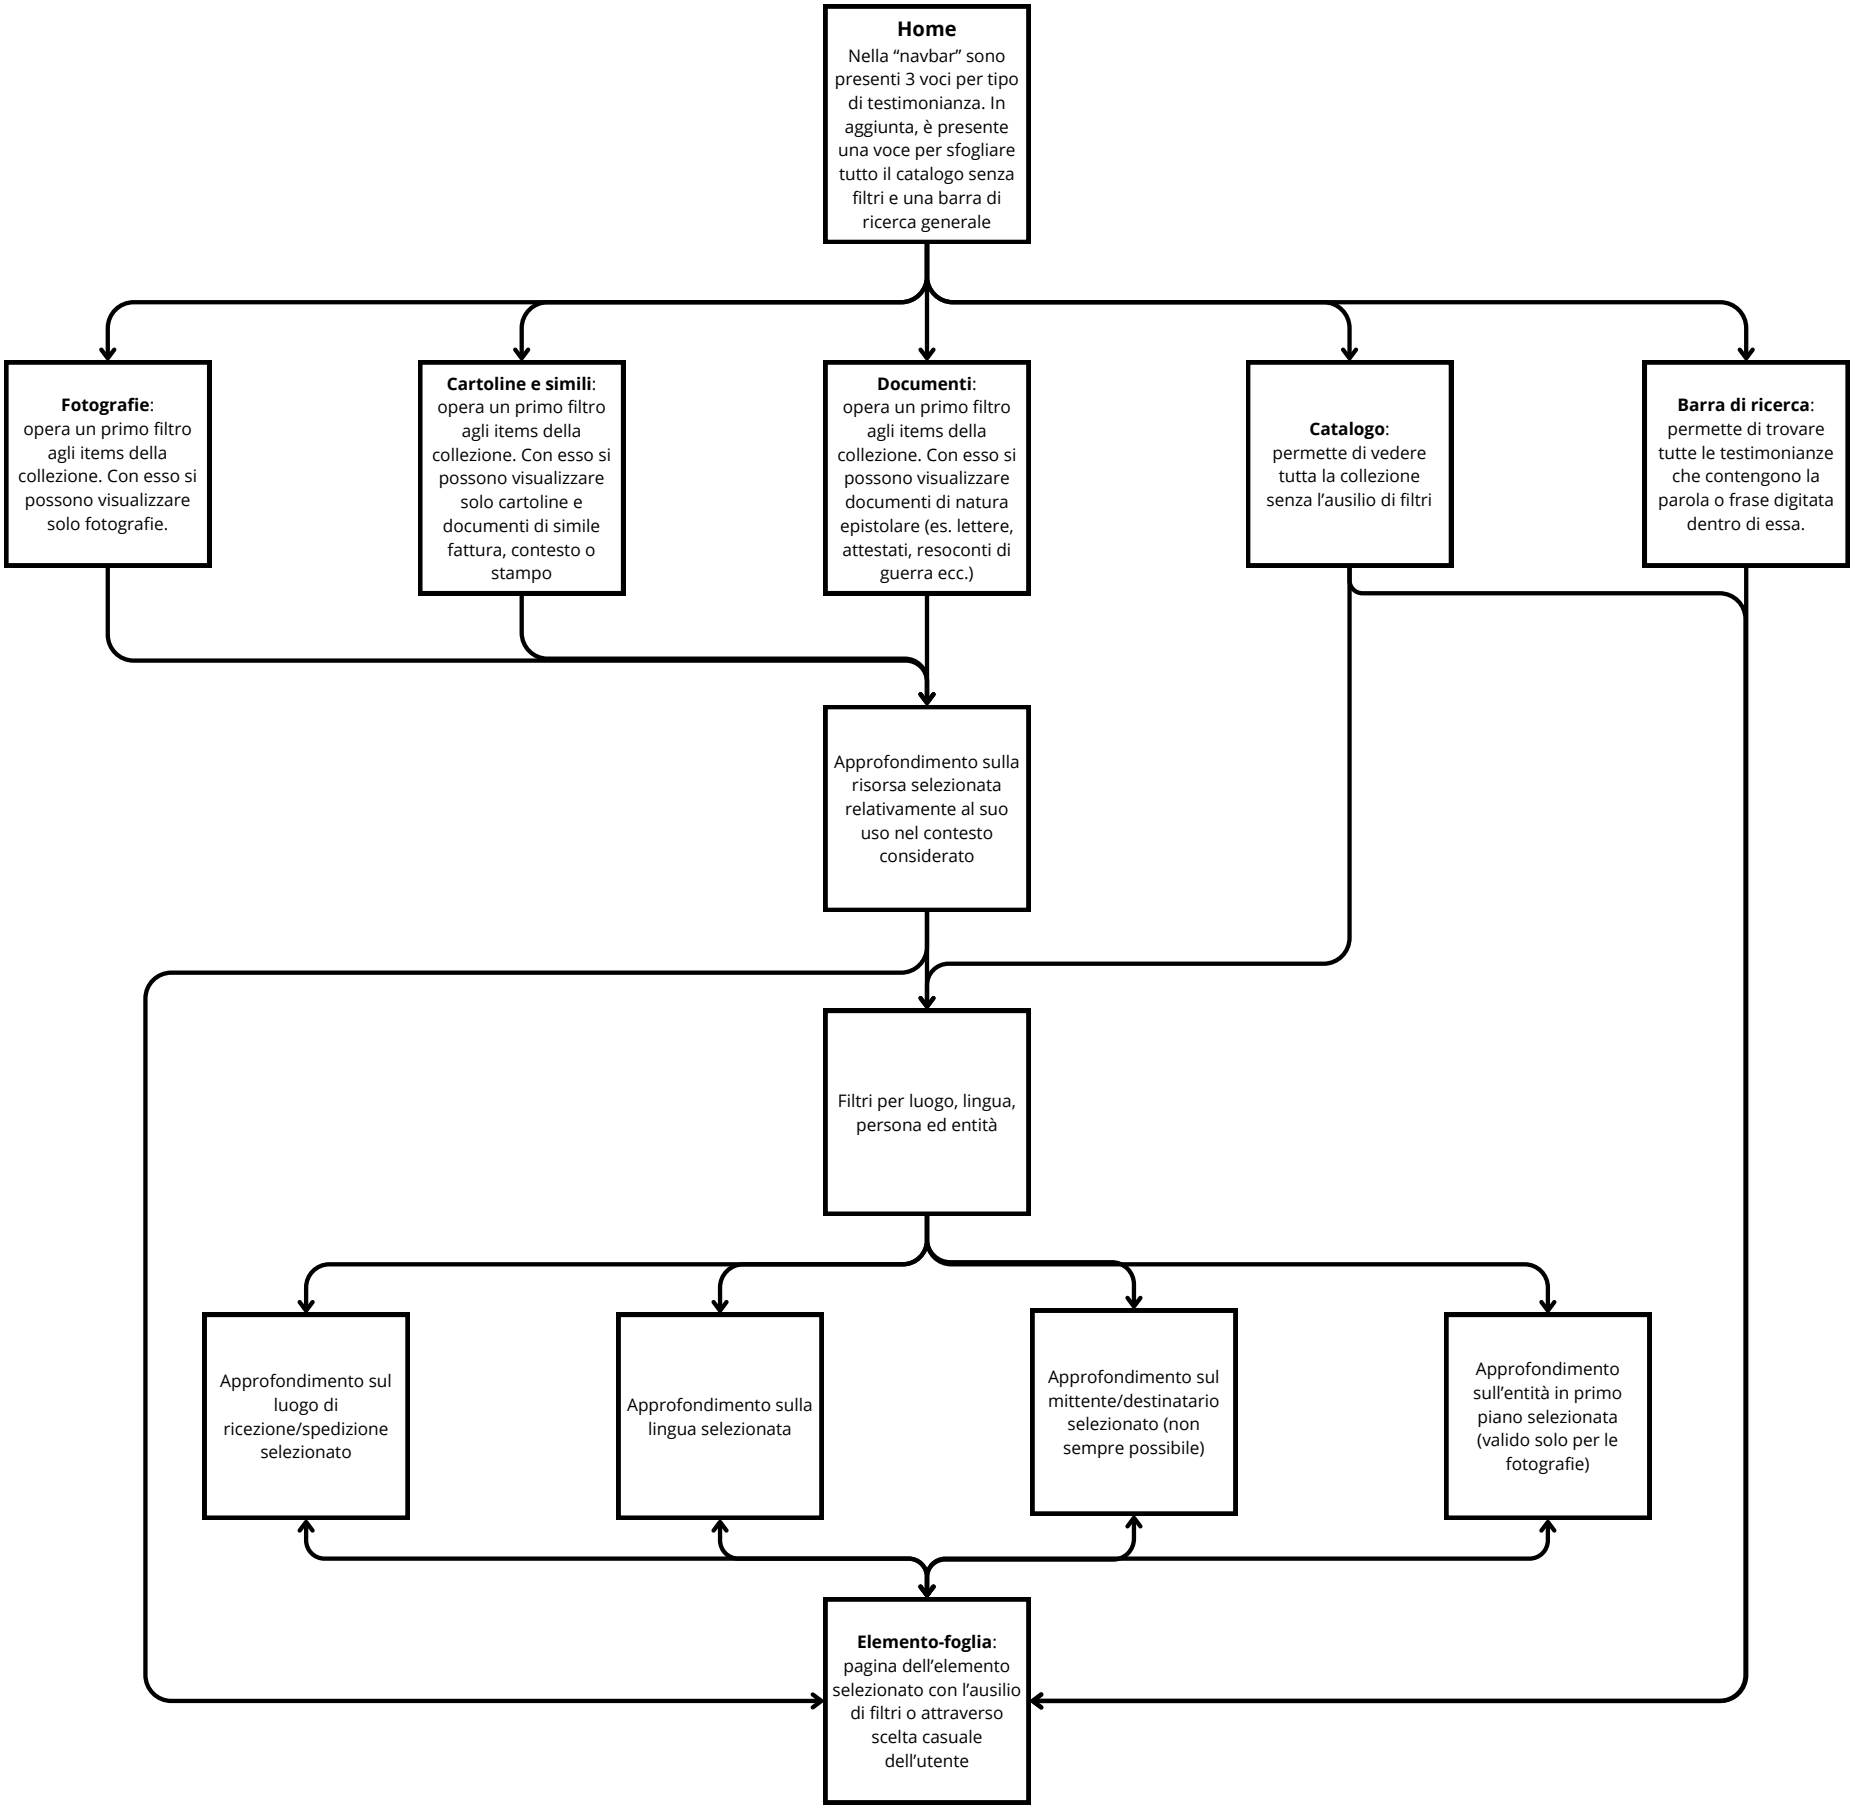 Home
Nella “navbar” sono
presenti 3 voci per tipo
di testimonianza. In
aggiunta, è presente
una voce per sfogliare
tutto il catalogo senza
filtri e una barra di
ricerca generale
Fotografie:
opera un primo filtro
agli items della
collezione. Con esso si
possono visualizzare
solo fotografie.
Cartoline e simili:
opera un primo filtro
agli items della
collezione. Con esso si
possono visualizzare
solo cartoline e
documenti di simile
fattura, contesto o
stampo
Documenti:
opera un primo filtro
agli items della
collezione. Con esso si
possono visualizzare
documenti di natura
epistolare (es. lettere,
attestati, resoconti di
guerra ecc.)
Catalogo:
permette di vedere
tutta la collezione
senza l’ausilio di filtri
Barra di ricerca:
permette di trovare
tutte le testimonianze
che contengono la
parola o frase digitata
dentro di essa.
Approfondimento sulla
risorsa selezionata
relativamente al suo
uso nel contesto
considerato
Filtri per luogo, lingua,
persona ed entità
Approfondimento sul
luogo di
ricezione/spedizione
selezionato
Approfondimento sulla
lingua selezionata
Approfondimento sul
mittente/destinatario
selezionato (non
sempre possibile)
Approfondimento
sull’entità in primo
piano selezionata
(valido solo per le
fotografie)
Elemento-foglia:
pagina dell’elemento
selezionato con l’ausilio
di filtri o attraverso
scelta casuale
dell’utente